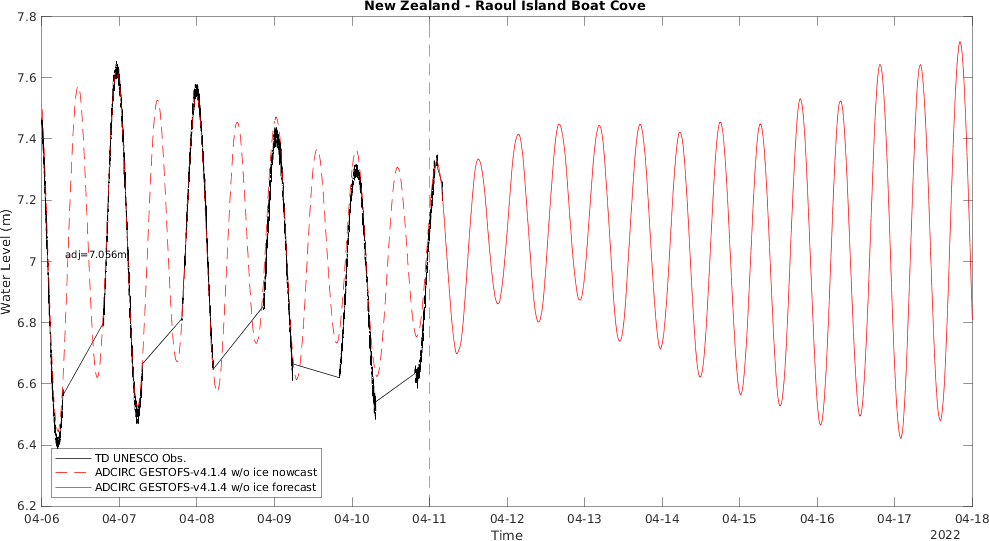 New Zealand - Raoul Island Boat Cove
7.8
7.6
7.4
7.2
7
6.8
6.6
6.4
6.2
Water Level (m)
adj=7.056m
TD UNESCO Obs.
ADCIRC GESTOFS-v4.1.4 w/o ice nowcast
ADCIRC GESTOFS-v4.1.4 w/o ice forecast
04-06 04-07 04-08 04-09 04-10 04-11 04-12 04-13 04-14 04-15 04-16 04-17 04-18
Time
2022